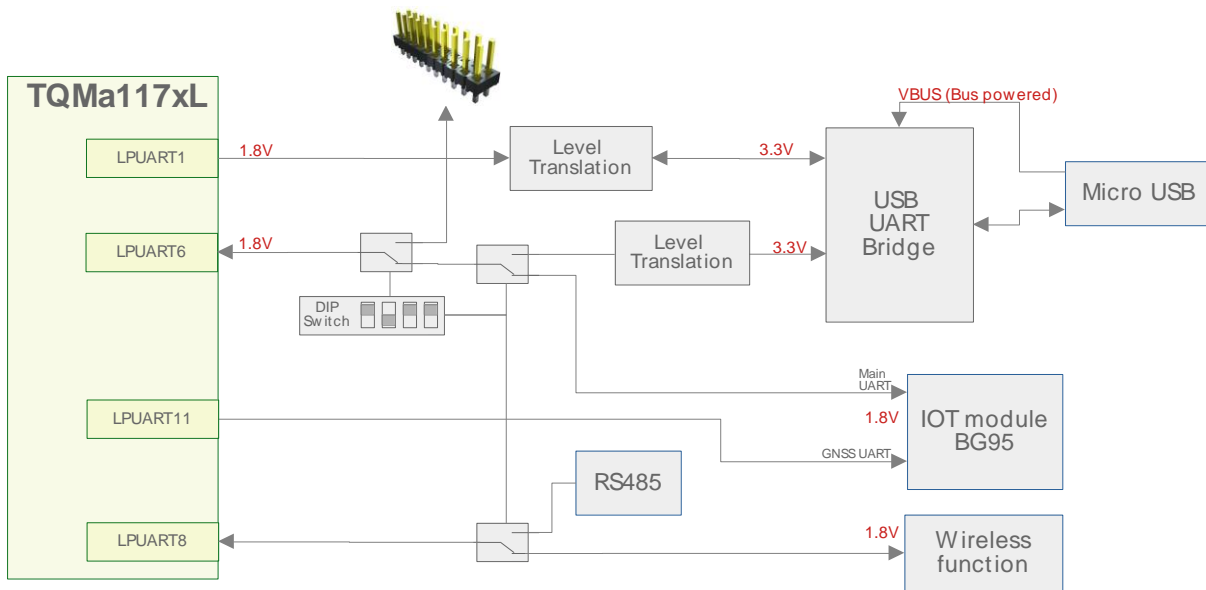 TQMa117xL
VBUS (Bus powered)
LPUART1
1.8V
Level
Translation
3.3V
USB
UART
Bridge
Micro USB
LPUART6
1.8V
Level
Translation
3.3V
DIP
Switch
Main
UART
LPUART11
1.8V
IOT module
BG95
GNSS UART
RS485
LPUART8
1.8V
Wireless
function